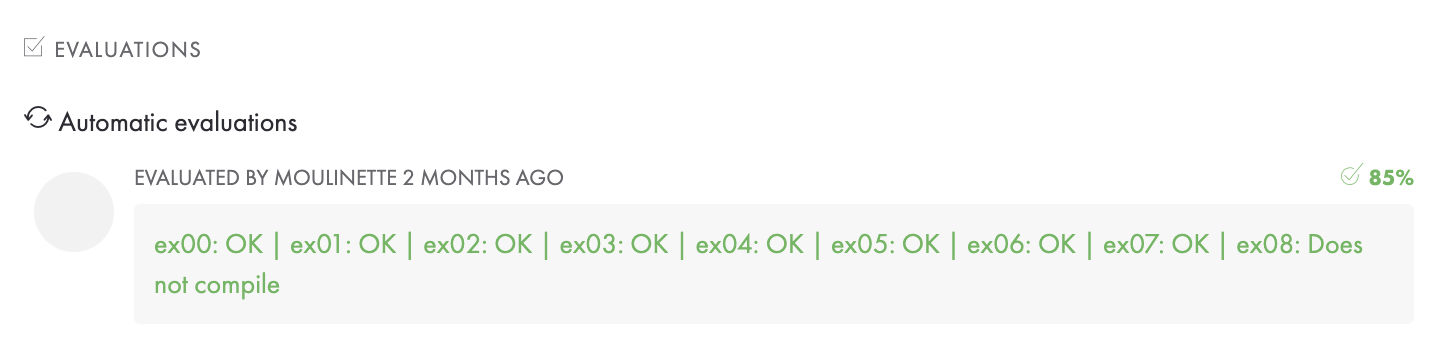 EVALUATIONS
Automatic evaluations
EVALUATED BY MOULINETTE 2 MONTHS AGO 85%
ex00: OK | ex01: OK | ex02: OK | ex03: OK | ex04: OK | ex05: OK | ex06: OK | ex07: OK | ex08: Does
not compile